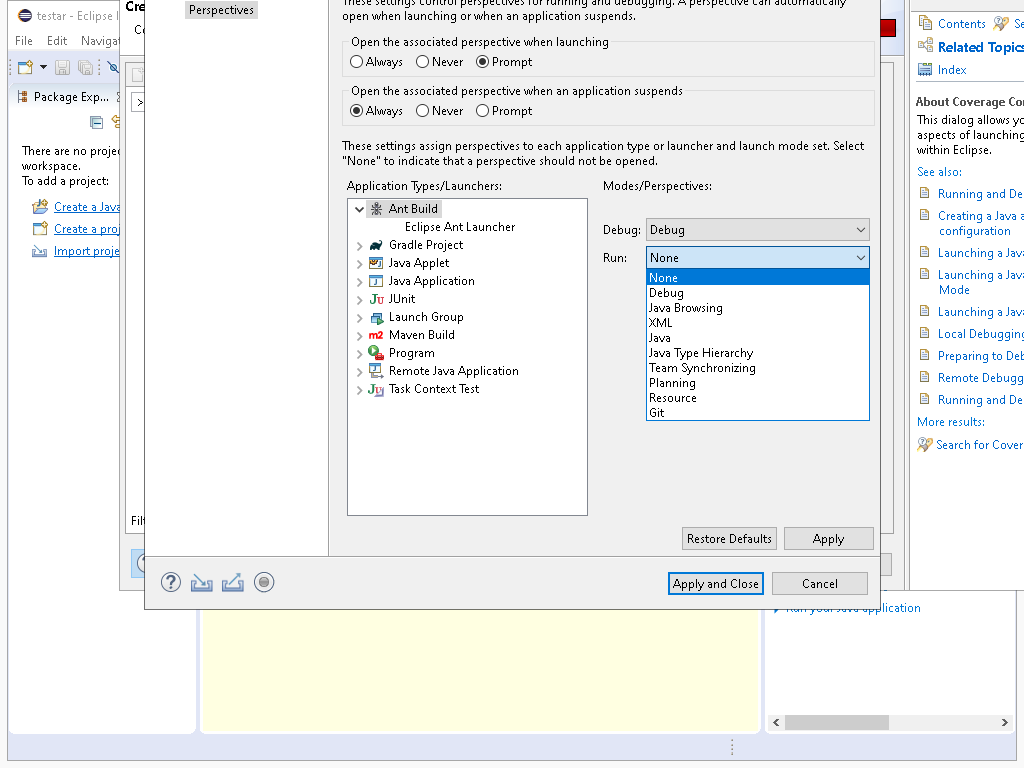 testar - Eclipse
Cre
File Edit Navigat
Package Exp...
There are no proje
workspace.
To add a project:
Create a Java
Create a proj
Import proje
Perspectives
These settings control perspectives for running and debugging. A perspective can automatically
open when launching or when an application suspends.
Open the associated perspective when launching
Always Never Prompt
Open the associated perspective when an application suspends
Always Never Prompt
These settings assign perspectives to each application type or launcher and launch mode set. Select
"None" to indicate that a perspective should not be opened.
Application Types/Launchers:
Ant Build
Eclipse Ant Launcher
Gradle Project
Java Applet
Java Application
JUnit
Launch Group
Maven Build
Program
Remote Java Application
Task Context Test
Modes/Perspectives:
Debug: Debug
Run: None
None
Debug
Java Browsing
XML
Java
Java Type Hierarchy
Team Synchronizing
Planning
Resource
Git
Restore Defaults Apply
Apply and Close Cancel
Filt
Contents Se
Related Topics
Index
About Coverage Co
This dialog allows yo
aspects of launching
within Eclipse.
See also:
Running and De
Creating a Java a
configuration
Launching a Java
Launching a Java
Mode
Launching a Java
Local Debugging
Preparing to Deb
Remote Debugg
Running and De
More results:
Search for Cover
Run your Java application